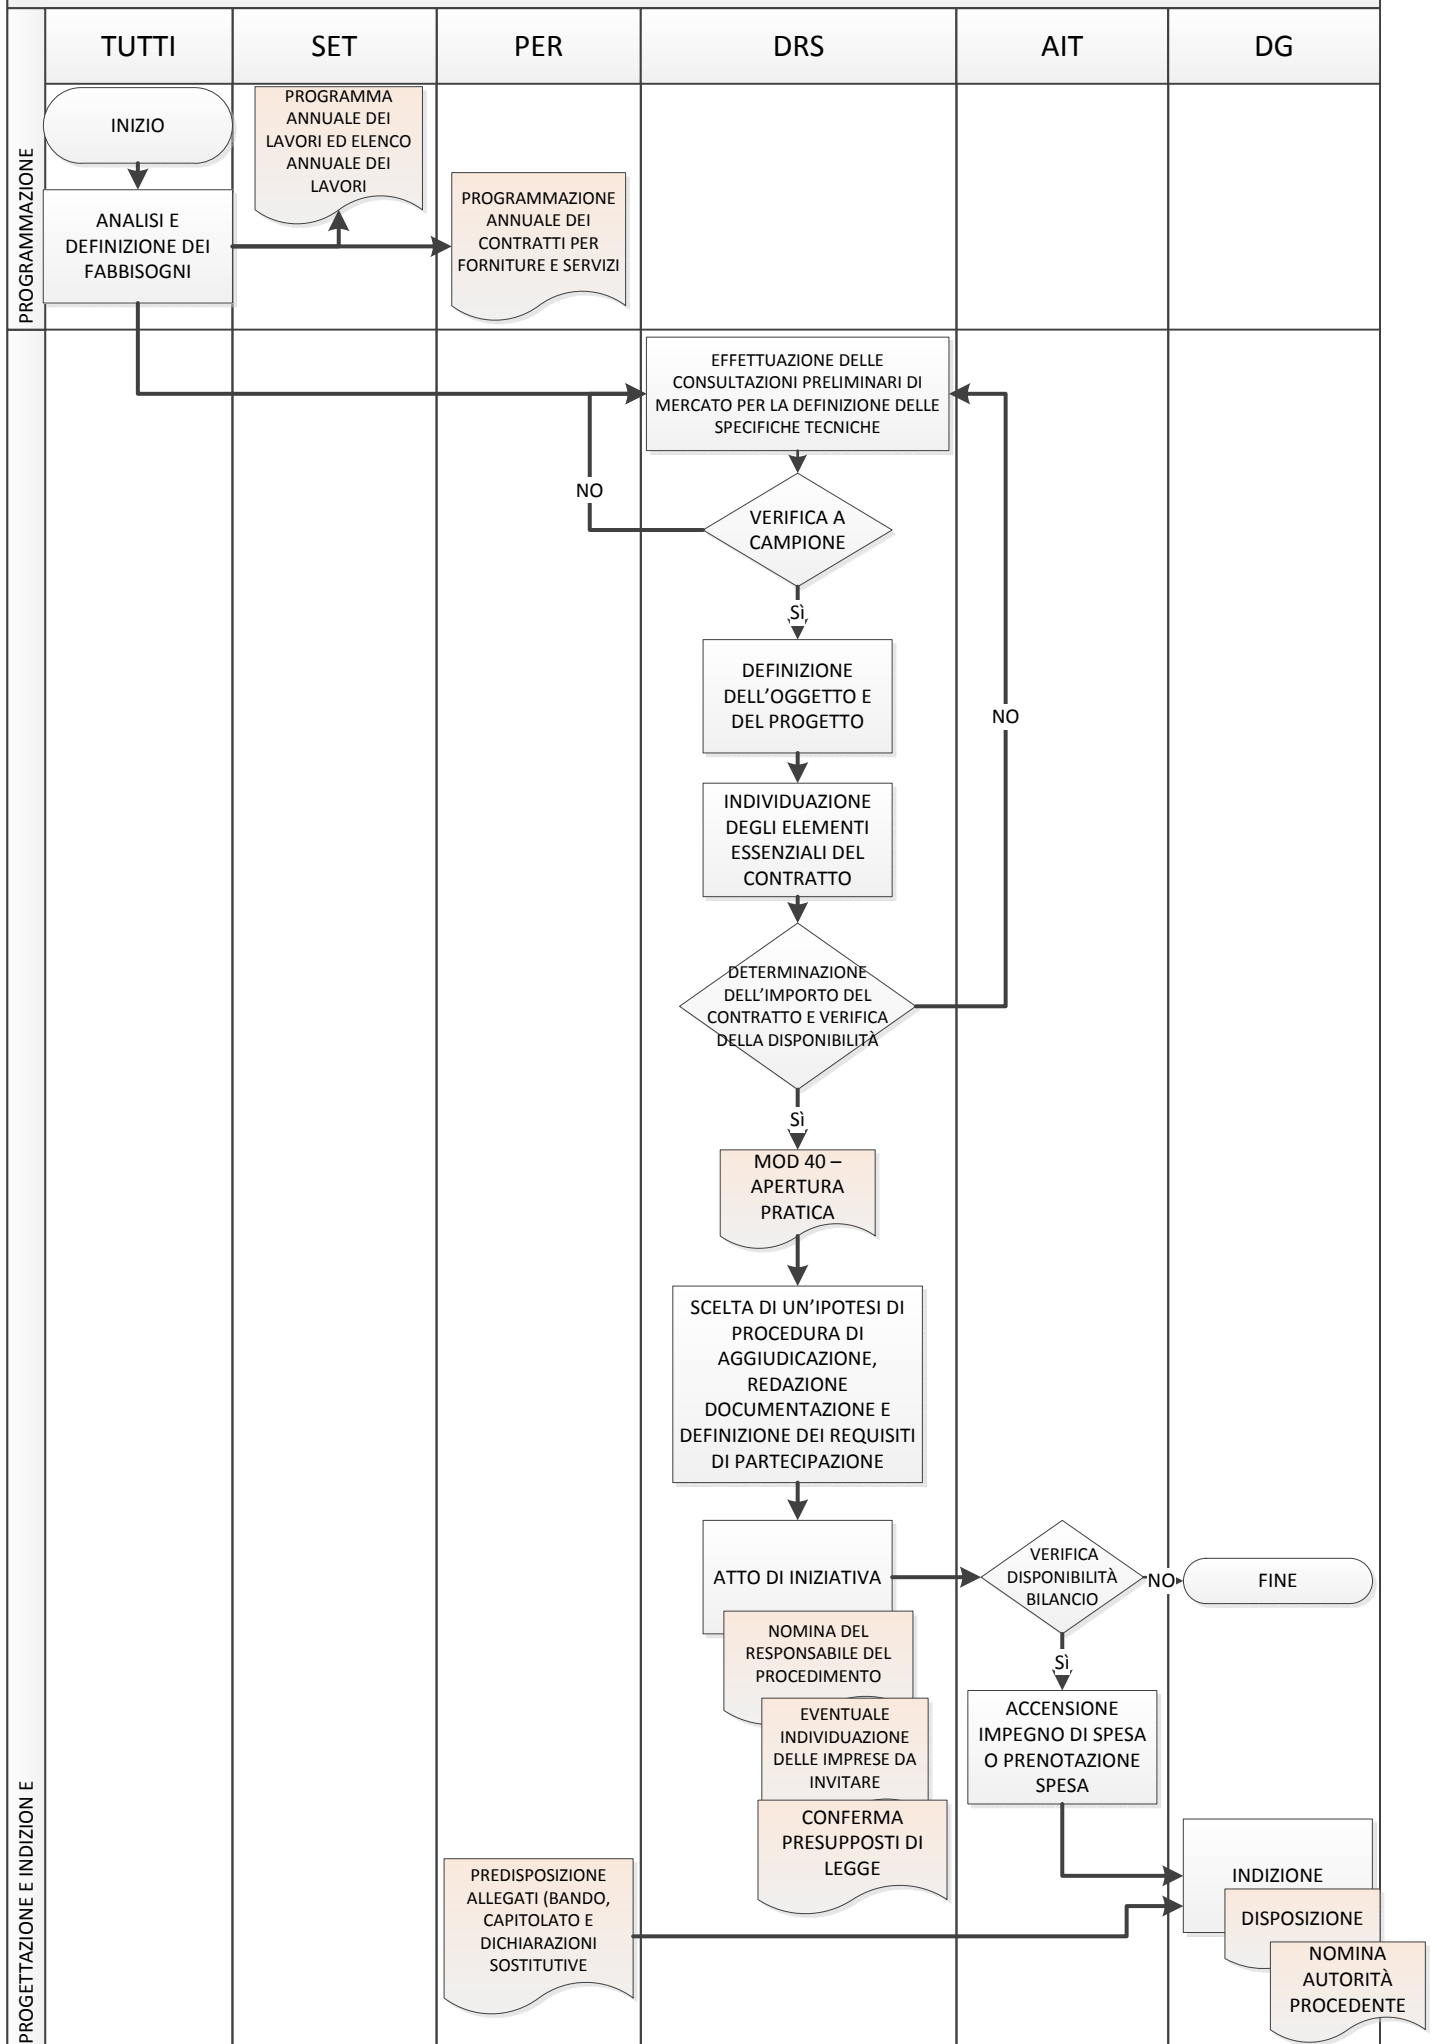 TUTTI
SET
PER
DRS
AIT
DG
PROGRAMMAZIONE
INIZIO
PROGRAMMA
ANNUALE DEI
LAVORI ED ELENCO
ANNUALE DEI
LAVORI
ANALISI E
DEFINIZIONE DEI
FABBISOGNI
PROGRAMMAZIONE
ANNUALE DEI
CONTRATTI PER
FORNITURE E SERVIZI
PROGETTAZIONE E INDIZION E
EFFETTUAZIONE DELLE
CONSULTAZIONI PRELIMINARI DI
MERCATO PER LA DEFINIZIONE DELLE
SPECIFICHE TECNICHE
NO
VERIFICA A
CAMPIONE
Sì
DEFINIZIONE
DELL’OGGETTO E
DEL PROGETTO
NO
INDIVIDUAZIONE
DEGLI ELEMENTI
ESSENZIALI DEL
CONTRATTO
DETERMINAZIONE
DELL’IMPORTO DEL
CONTRATTO E VERIFICA
DELLA DISPONIBILITÀ
Sì
MOD 40 –
APERTURA
PRATICA
SCELTA DI UN’IPOTESI DI
PROCEDURA DI
AGGIUDICAZIONE,
REDAZIONE
DOCUMENTAZIONE E
DEFINIZIONE DEI REQUISITI
DI PARTECIPAZIONE
ATTO DI INIZIATIVA
VERIFICA
DISPONIBILITÀ
BILANCIO
NO
FINE
NOMINA DEL
RESPONSABILE DEL
PROCEDIMENTO
Sì
EVENTUALE
INDIVIDUAZIONE
DELLE IMPRESE DA
INVITARE
ACCENSIONE
IMPEGNO DI SPESA
O PRENOTAZIONE
SPESA
CONFERMA
PRESUPPOSTI DI
LEGGE
PREDISPOSIZIONE
ALLEGATI (BANDO,
CAPITOLATO E
DICHIARAZIONI
SOSTITUTIVE
INDIZIONE
DISPOSIZIONE
NOMINA
AUTORITÀ
PROCEDENTE